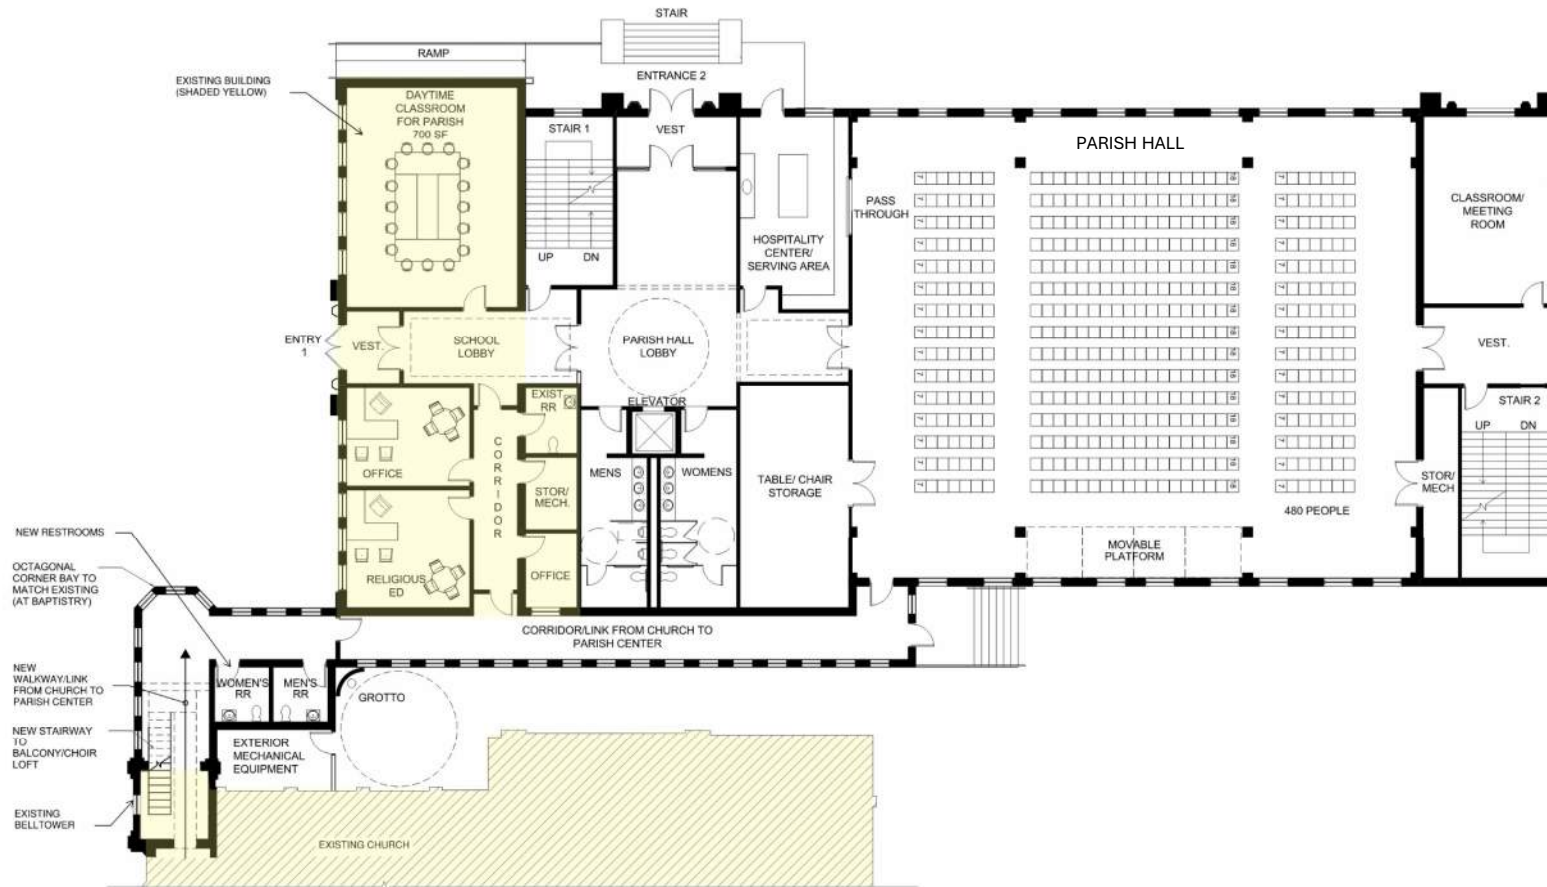 STAIR
RAMP
EXISTING BUILDING
(SHADED YELLOW)
ENTRANCE 2
DAYTIME
CLASSROOM
FOR PARISH
700 SF
STAIR 1
VEST
PARISH HALL
PASS
THROUGH
CLASSROOM/
MEETING
ROOM
HOSPITALITY
CENTER/
SERVING AREA
UP
DN
ENTRY
1
VEST.
SCHOOL
LOBBY
PARISH HALL
LOBBY
VEST.
STAIR 2
UP
DN
EXIST
RR
ELEVATOR
CORRIDOR
OFFICE
MENS
WOMENS
STOR/
MECH.
TABLE/ CHAIR
STORAGE
STOR/
MECH
480 PEOPLE
MOVABLE
PLATFORM
NEW RESTROOMS
OCTAGONAL
CORNER BAY TO
MATCH EXISTING
(AT BAPTISTRY)
RELIGIOUS
ED
OFFICE
CORRIDOR/LINK FROM CHURCH TO
PARISH CENTER
NEW
WALKWAY/LINK
FROM CHURCH TO
PARISH CENTER
WOMEN'S
RR
MEN'S
RR
GROTTO
NEW STAIRWAY
TO
BALCONY/CHOIR
LOFT
EXTERIOR
MECHANICAL
EQUIPMENT
EXISTING
BELLTOWER
EXISTING CHURCH